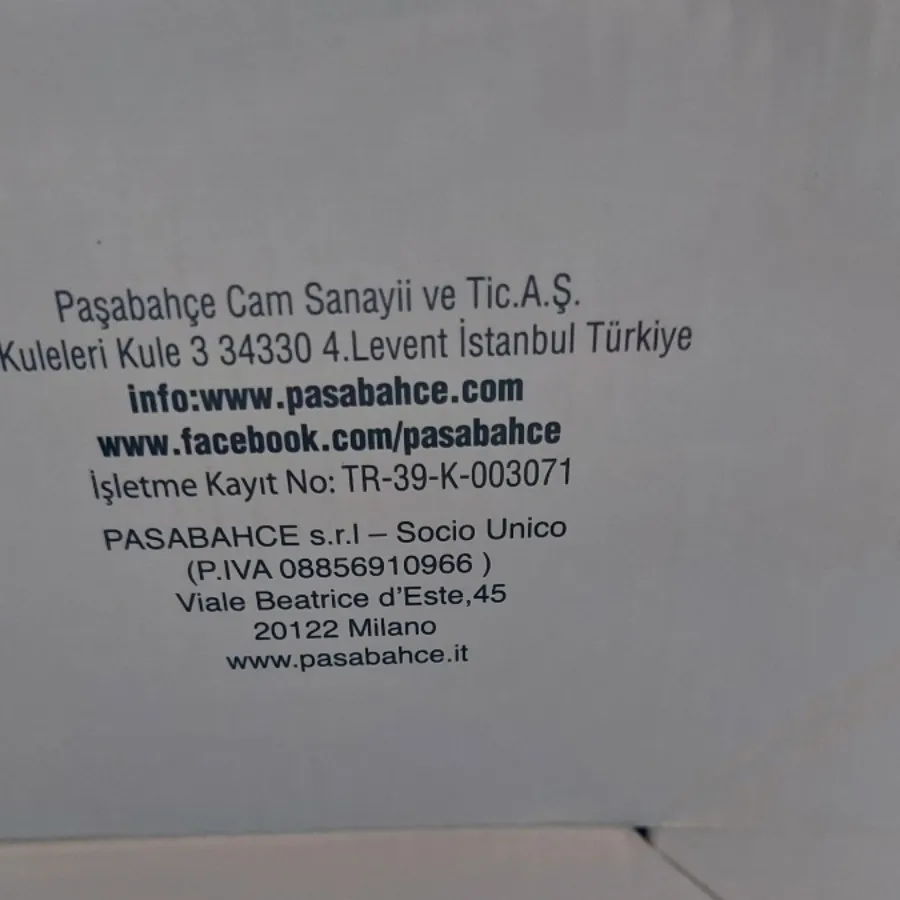 Paşabahçe Cam Sanayii ve Tic.A.Ş.
Kuleleri Kule 3 34330 4.Levent İstanbul Türkiye
info:www.pasabahce.com
www.facebook.com/pasabahce
İşletme Kayıt No: TR-39-K-003071
PASABAHCE s.r.l – Socio Unico
(P.IVA 08856910966 )
Viale Beatrice d'Este,45
20122 Milano
www.pasabahce.it